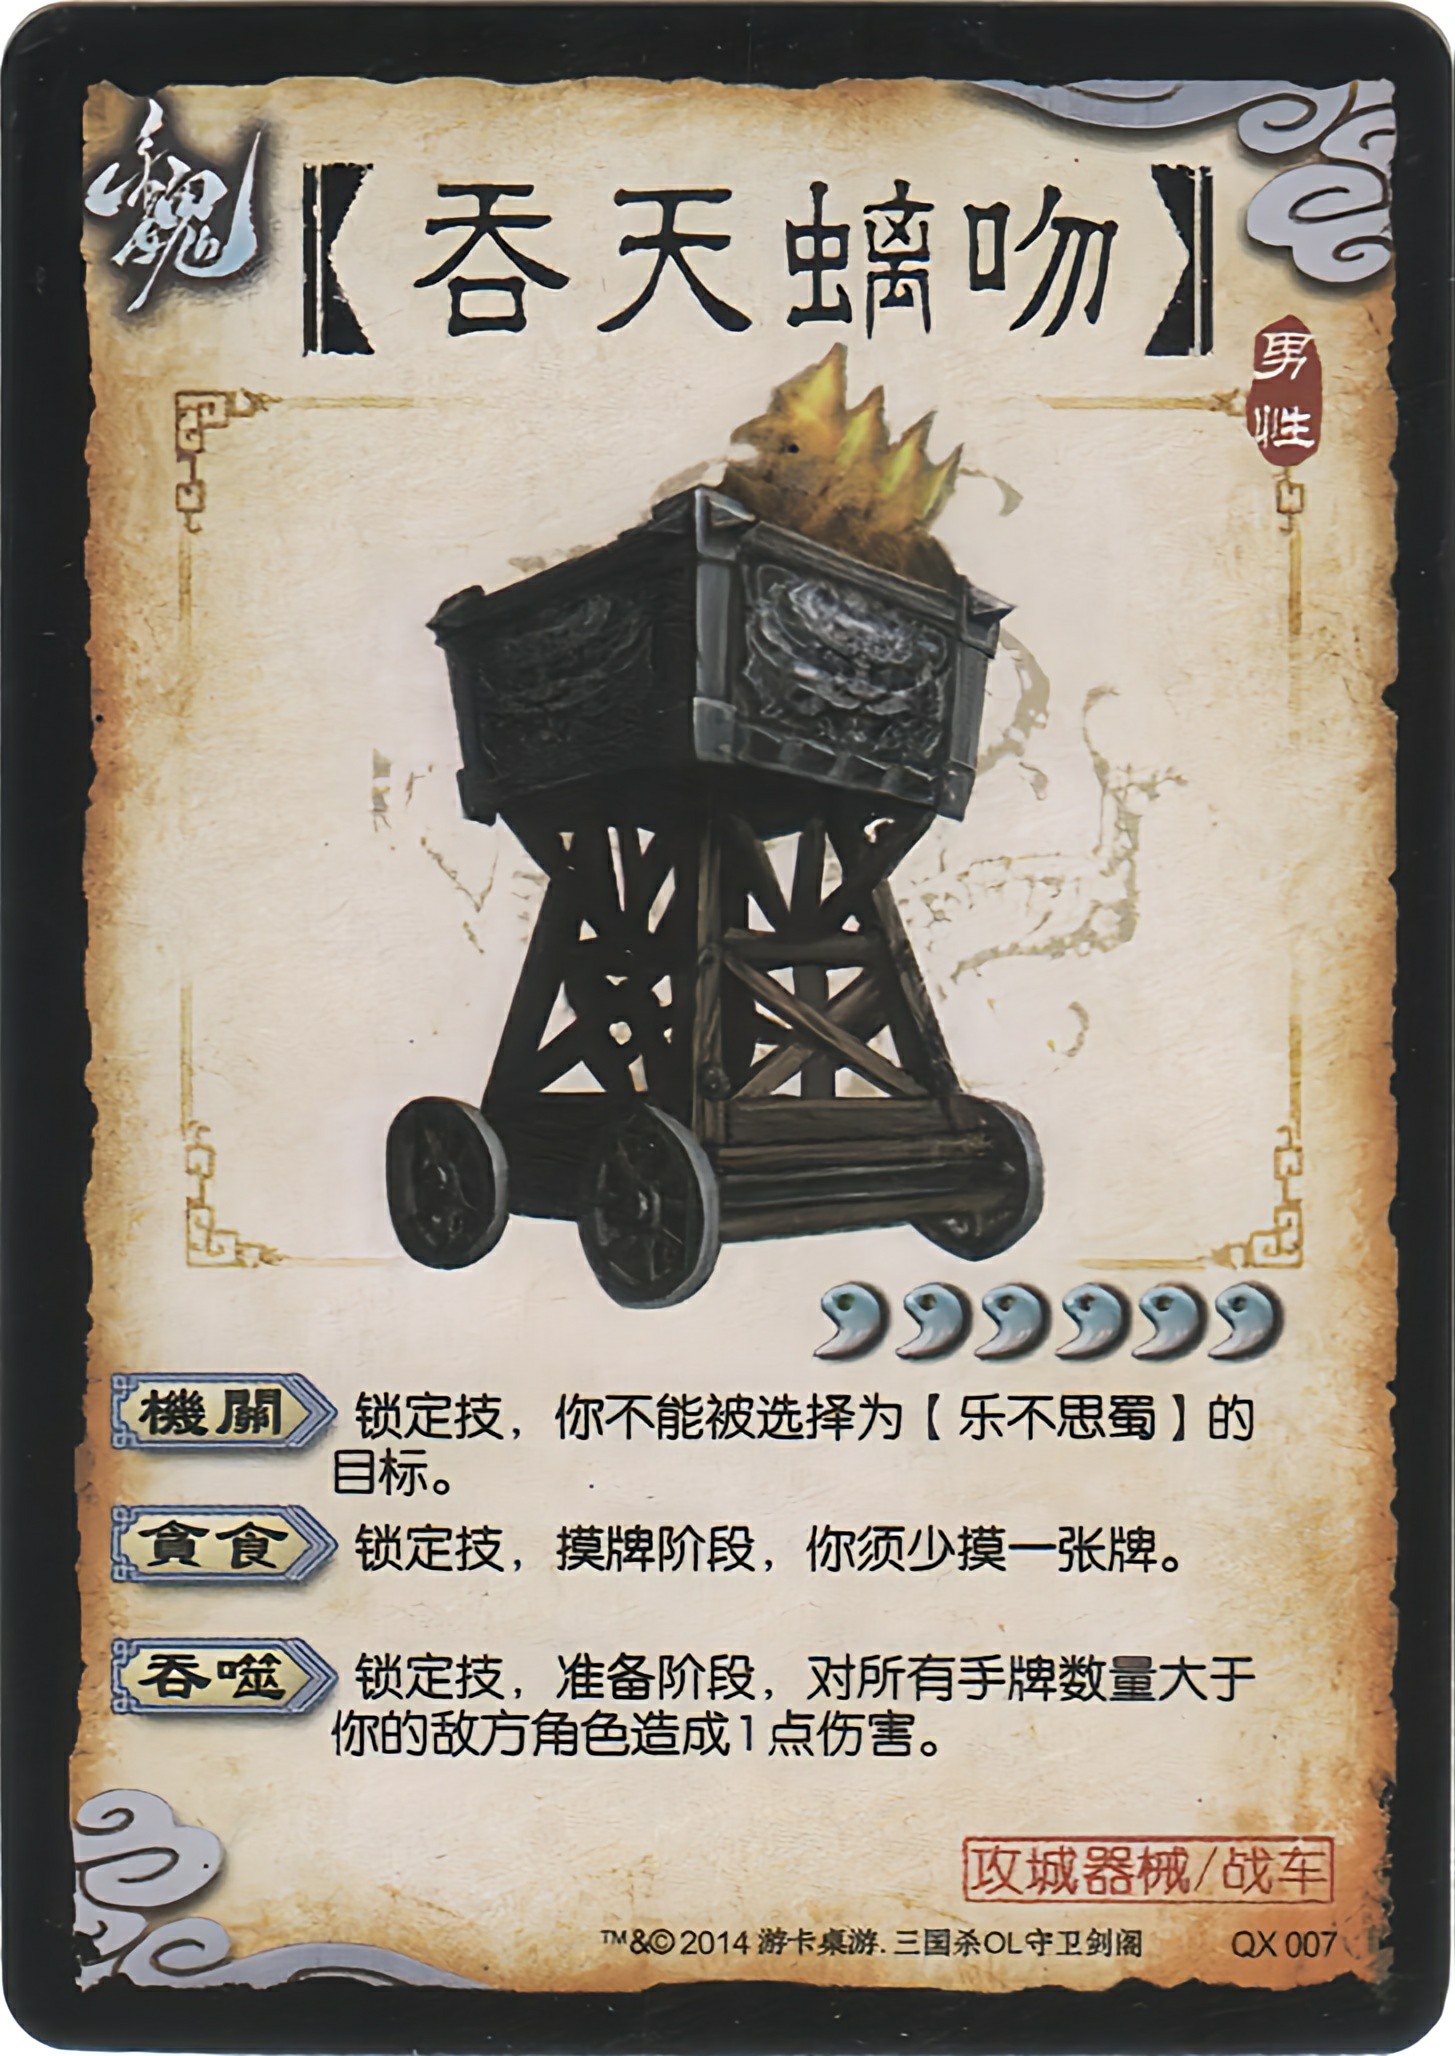 魏
【吞天螭吻】
男性
機關 锁定技，你不能被选择为【乐不思蜀】的
目标。
貪食 锁定技，摸牌阶段，你须少摸一张牌。
吞噬 锁定技，准备阶段，对所有手牌数量大于
你的敌方角色造成1点伤害。
攻城器械/战车
™&©2014 游卡桌游. 三国杀OL守卫剑阁 QX 007